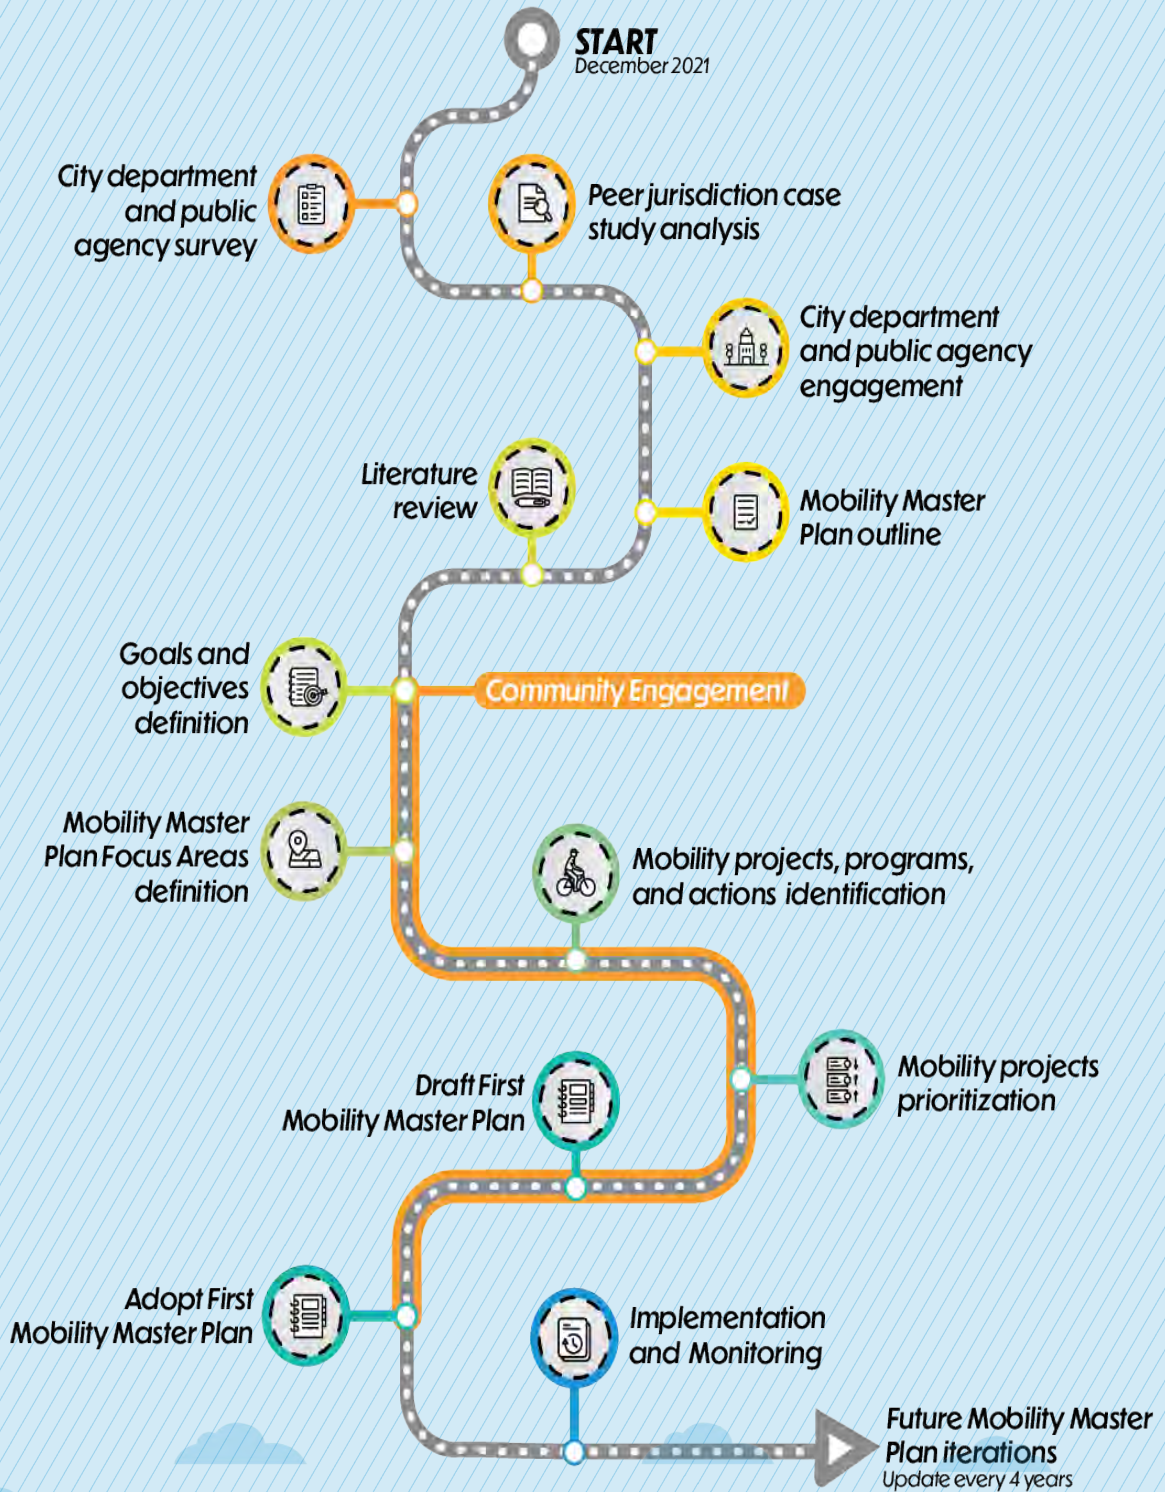 START
December 2021
City department
and public
agency survey
Peer jurisdiction case
study analysis
City department
and public agency
engagement
Literature
review
Mobility Master
Plan outline
Goals and
objectives
definition
Community Engagement
Mobility Master
Plan Focus Areas
definition
Mobility projects, programs,
and actions identification
Mobility projects
prioritization
Draft First
Mobility Master Plan
Adopt First
Mobility Master Plan
Implementation
and Monitoring
Future Mobility Master
Plan iterations
Update every 4 years